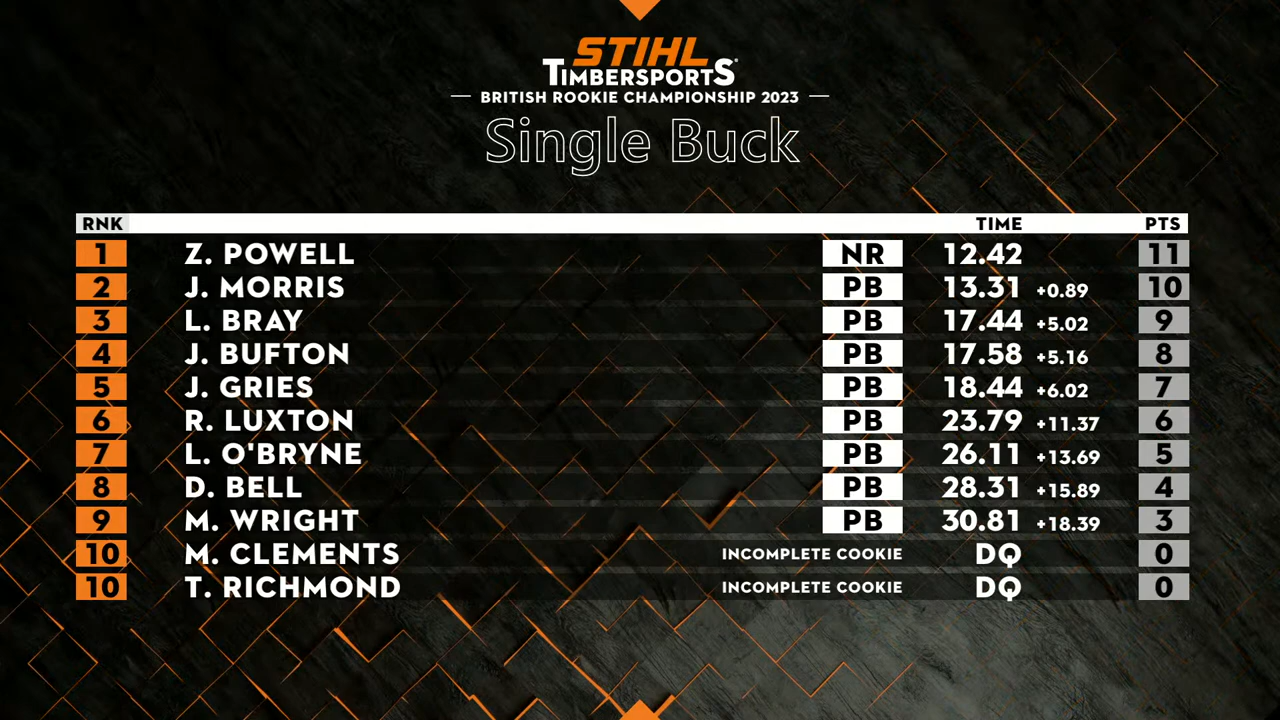 STIHL
TIMBERSPORTS®
BRITISH ROOKIE CHAMPIONSHIP 2023
Single Buck
RNK TIME PTS
1 Z. POWELL NR 12.42 11
2 J. MORRIS PB 13.31 +0.89 10
3 L. BRAY PB 17.44 +5.02 9
4 J. BUFTON PB 17.58 +5.16 8
5 J. GRIES PB 18.44 +6.02 7
6 R. LUXTON PB 23.79 +11.37 6
7 L. O'BRYNE PB 26.11 +13.69 5
8 D. BELL PB 28.31 +15.89 4
9 M. WRIGHT PB 30.81 +18.39 3
10 M. CLEMENTS INCOMPLETE COOKIE DQ 0
10 T. RICHMOND INCOMPLETE COOKIE DQ 0